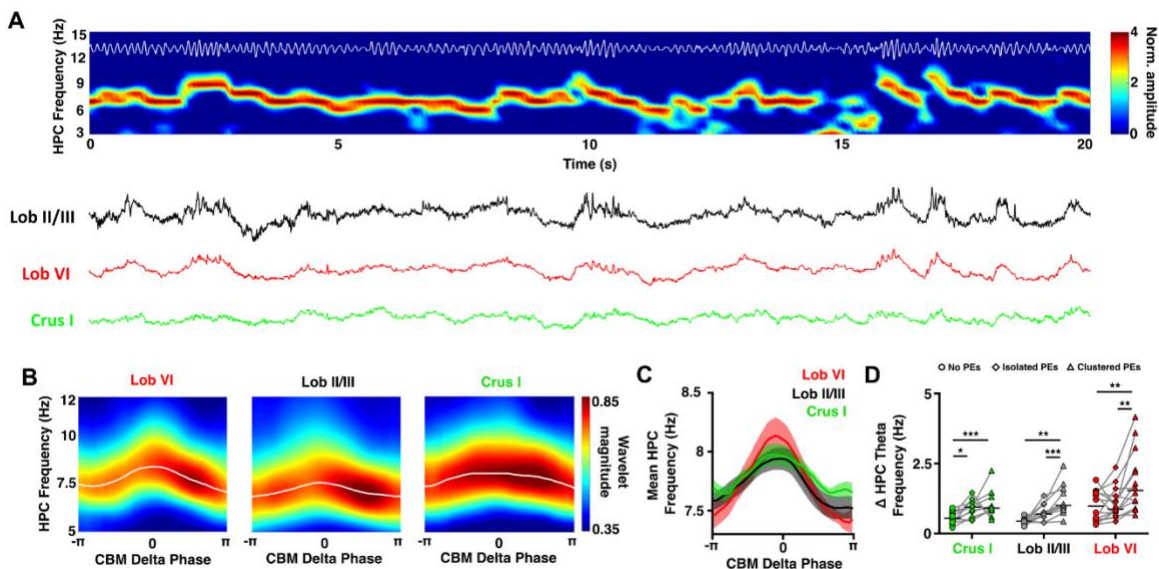 A
HPC Frequency (Hz)
15
12
9
6
3
0
5
10
15
20
Time (s)
4
2
0
Norm. amplitude
Lob II/III
Lob VI
Crus I
B
Lob VI
Lob II/III
Crus I
HPC Frequency (Hz)
12
10
7.5
5
-π
0
π
-π
0
π
-π
0
π
CBM Delta Phase
CBM Delta Phase
CBM Delta Phase
0.85
0.35
Wavelet
magnitude
C
Lob VI
Lob II/III
Crus I
Mean HPC
Frequency (Hz)
8.5
8
7.5
-π
0
π
CBM Delta Phase
D
No PEs
Isolated PEs
Clustered PEs
Δ HPC Theta
Frequency (Hz)
5
2.5
0
***
*
**
***
**
**
Crus I
Lob II/III
Lob VI